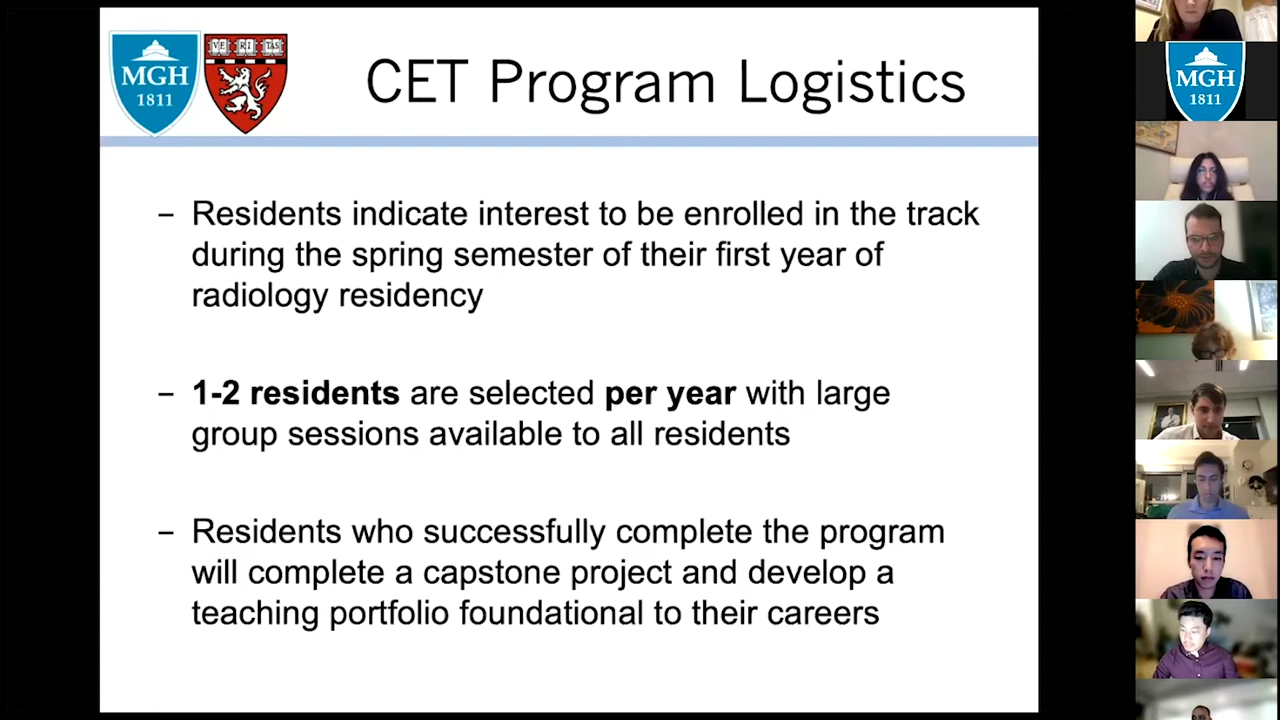 MGH
1811
VE RI TAS
CET Program Logistics
– Residents indicate interest to be enrolled in the track
during the spring semester of their first year of
radiology residency
– 1-2 residents are selected per year with large
group sessions available to all residents
– Residents who successfully complete the program
will complete a capstone project and develop a
teaching portfolio foundational to their careers
MGH
1811